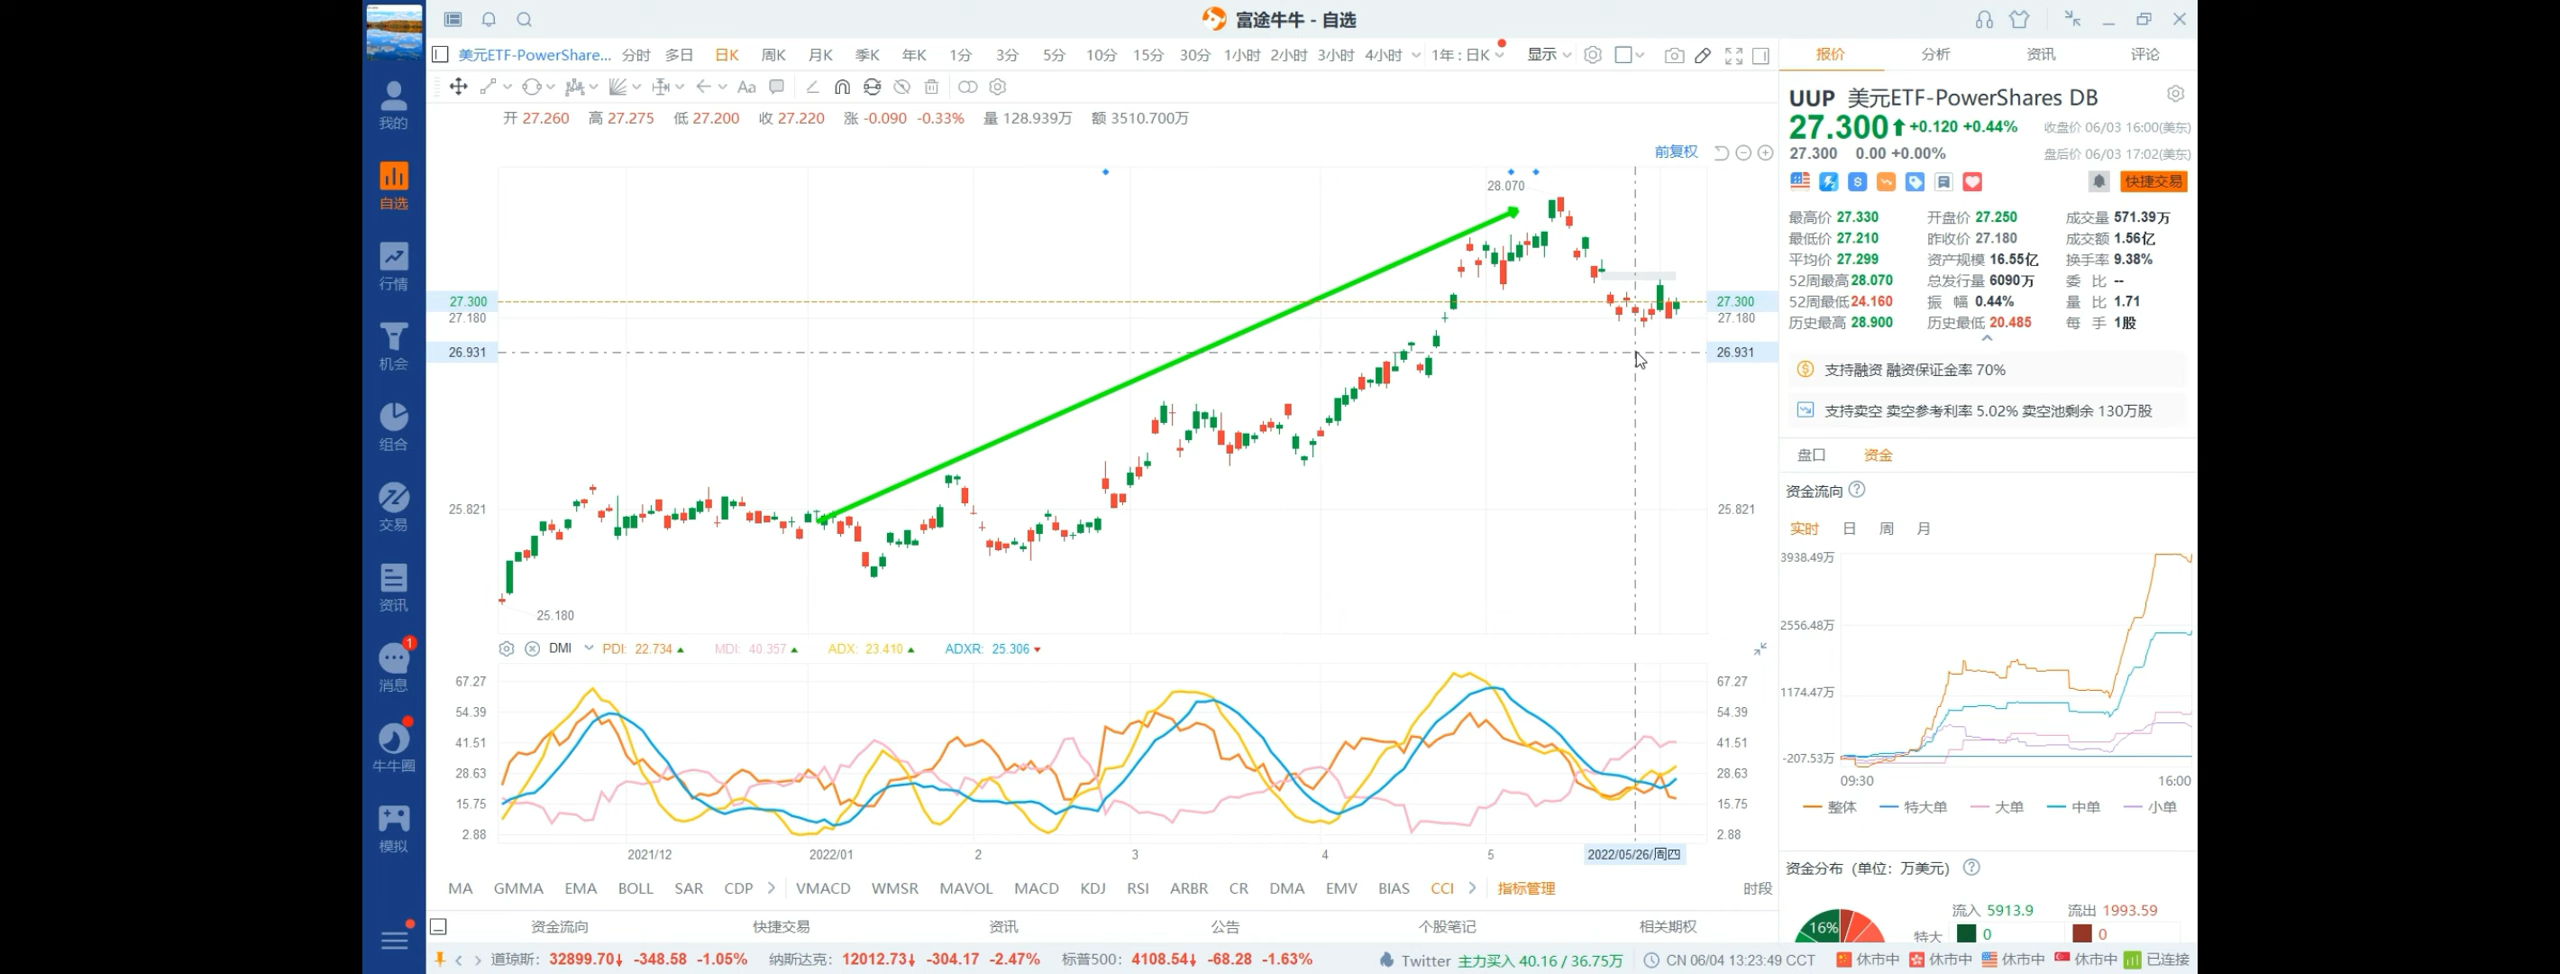 富途牛牛 - 自选
美元ETF-PowerShare... 分时 多日 日K 周K 月K 季K 年K 1分 3分 5分 10分 15分 30分 1小时 2小时 3小时 4小时 1年 : 日K 显示
报价 分析 资讯 评论
Aa
开 27.260 高 27.275 低 27.200 收 27.220 涨 -0.090 -0.33% 量 128.939万 额 3510.700万
前复权
28.070
27.300 27.300
27.180 27.180
26.931 26.931
25.821 25.821
25.180
DMI PDI: 22.734 MDI: 40.357 ADX: 23.410 ADXR: 25.306
67.27 67.27
54.39 54.39
41.51 41.51
28.63 28.63
15.75 15.75
2.88 2.88
2021/12 2022/01 2 3 4 5 2022/05/26/周四
MA GMMA EMA BOLL SAR CDP VMACD WMSR MAVOL MACD KDJ RSI ARBR CR DMA EMV BIAS CCI 指标管理 时段
资金流向 快捷交易 资讯 公告 个股笔记 相关期权
我的
自选
行情
机会
组合
交易
资讯
1
消息
牛牛圈
模拟
UUP 美元ETF-PowerShares DB
27.300 +0.120 +0.44% 收盘价 06/03 16:00(美东)
27.300 0.00 +0.00% 盘后价 06/03 17:02(美东)
快捷交易
最高价 27.330 开盘价 27.250 成交量 571.39万
最低价 27.210 昨收价 27.180 成交额 1.56亿
平均价 27.299 资产规模 16.55亿 换手率 9.38%
52周最高 28.070 总发行量 6090万 委 比 --
52周最低 24.160 振 幅 0.44% 量 比 1.71
历史最高 28.900 历史最低 20.485 每 手 1股
支持融资 融资保证金率 70%
支持卖空 卖空参考利率 5.02% 卖空池剩余 130万股
盘口 资金
资金流向
实时 日 周 月
3938.49万
2556.48万
1174.47万
-207.53万
09:30 16:00
整体 特大单 大单 中单 小单
资金分布 (单位：万美元)
流入 5913.9 流出 1993.59
16%
特大 0 0
道琼斯: 32899.70↓ -348.58 -1.05% 纳斯达克: 12012.73↓ -304.17 -2.47% 标普500: 4108.54↓ -68.28 -1.63% Twitter 主力买入 40.16 / 36.75万 CN 06/04 13:23:49 CCT 休市中 休市中 休市中 休市中 已连接